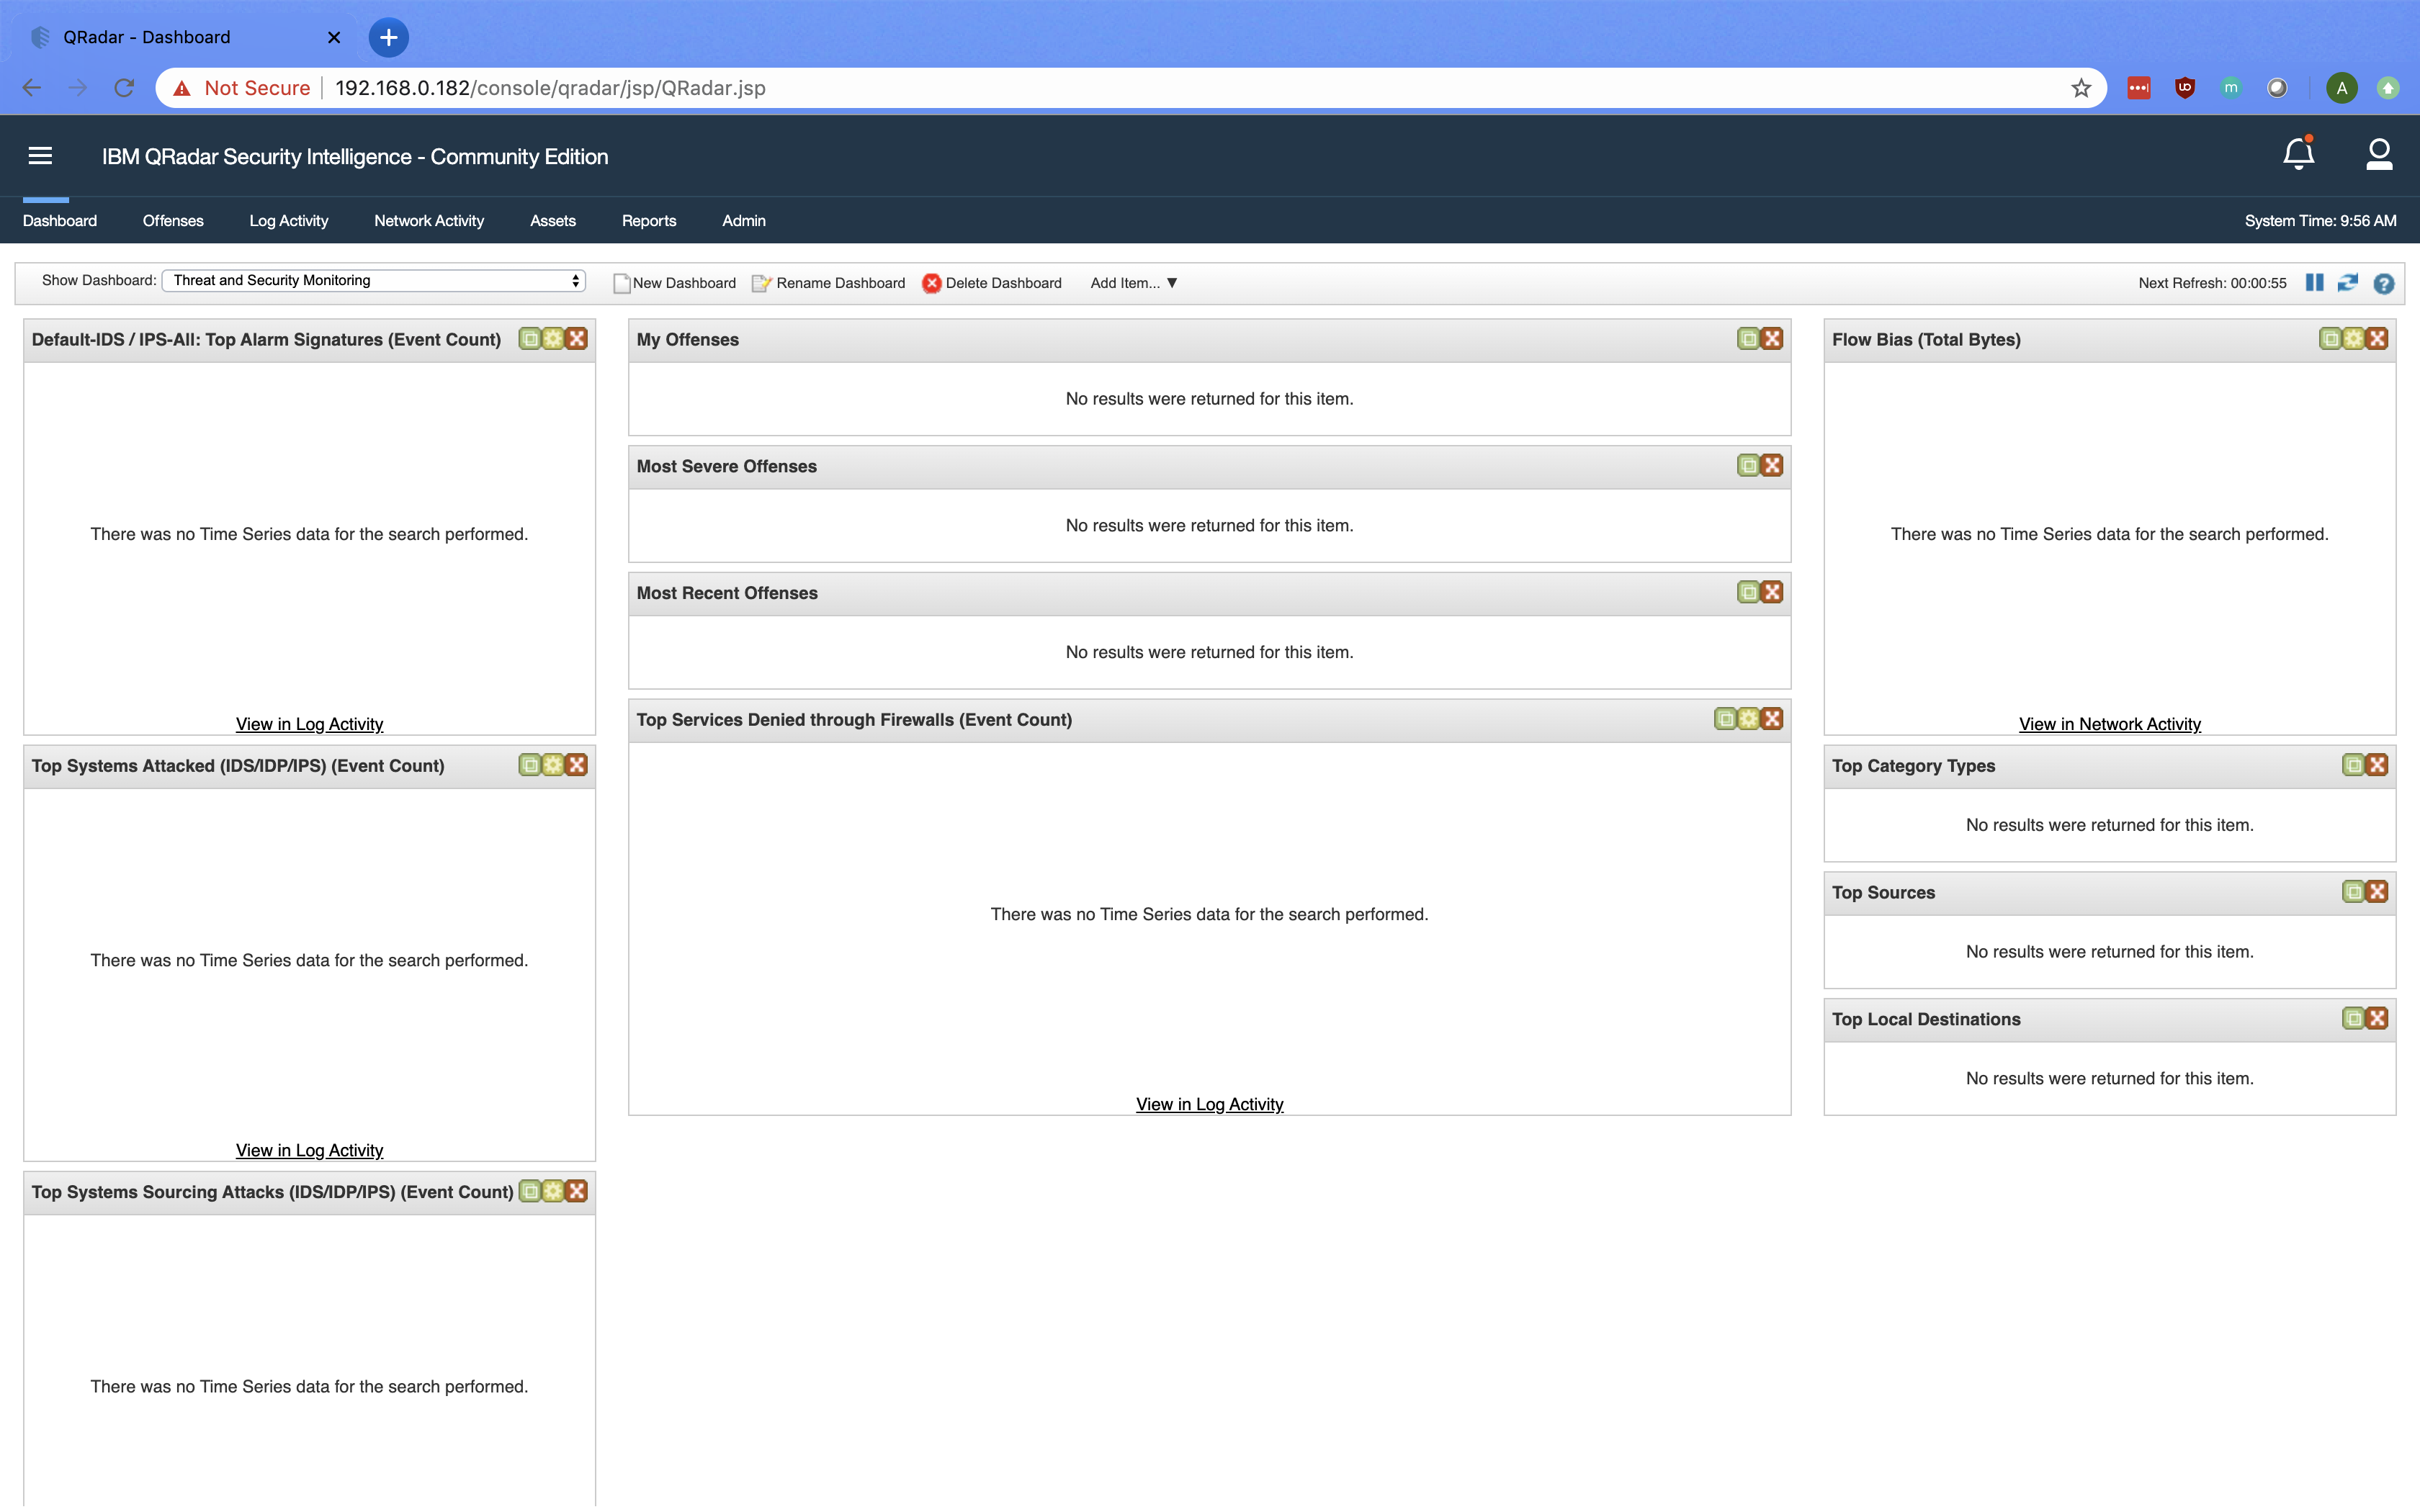 QRadar - Dashboard
Not Secure 192.168.0.182/console/qradar/jsp/QRadar.jsp
m
A
IBM QRadar Security Intelligence - Community Edition
Dashboard Offenses Log Activity Network Activity Assets Reports Admin System Time: 9:56 AM
Show Dashboard: Threat and Security Monitoring New Dashboard Rename Dashboard Delete Dashboard Add Item... ▼ Next Refresh: 00:00:55
Default-IDS / IPS-All: Top Alarm Signatures (Event Count)
There was no Time Series data for the search performed.
View in Log Activity
Top Systems Attacked (IDS/IDP/IPS) (Event Count)
There was no Time Series data for the search performed.
View in Log Activity
Top Systems Sourcing Attacks (IDS/IDP/IPS) (Event Count)
There was no Time Series data for the search performed.
My Offenses
No results were returned for this item.
Most Severe Offenses
No results were returned for this item.
Most Recent Offenses
No results were returned for this item.
Top Services Denied through Firewalls (Event Count)
There was no Time Series data for the search performed.
View in Log Activity
Flow Bias (Total Bytes)
There was no Time Series data for the search performed.
View in Network Activity
Top Category Types
No results were returned for this item.
Top Sources
No results were returned for this item.
Top Local Destinations
No results were returned for this item.